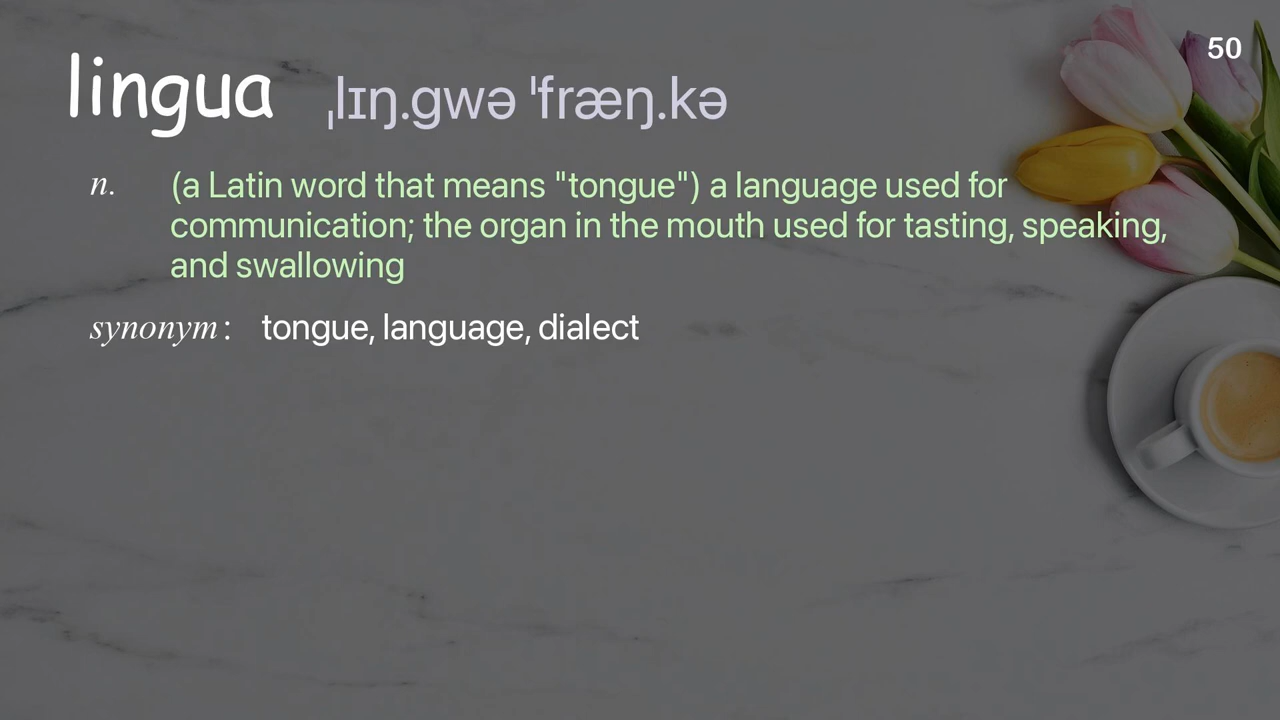 50
lingua ˌlɪŋ.gwə ˈfræŋ.kə
n. (a Latin word that means "tongue") a language used for
communication; the organ in the mouth used for tasting, speaking,
and swallowing
synonym: tongue, language, dialect